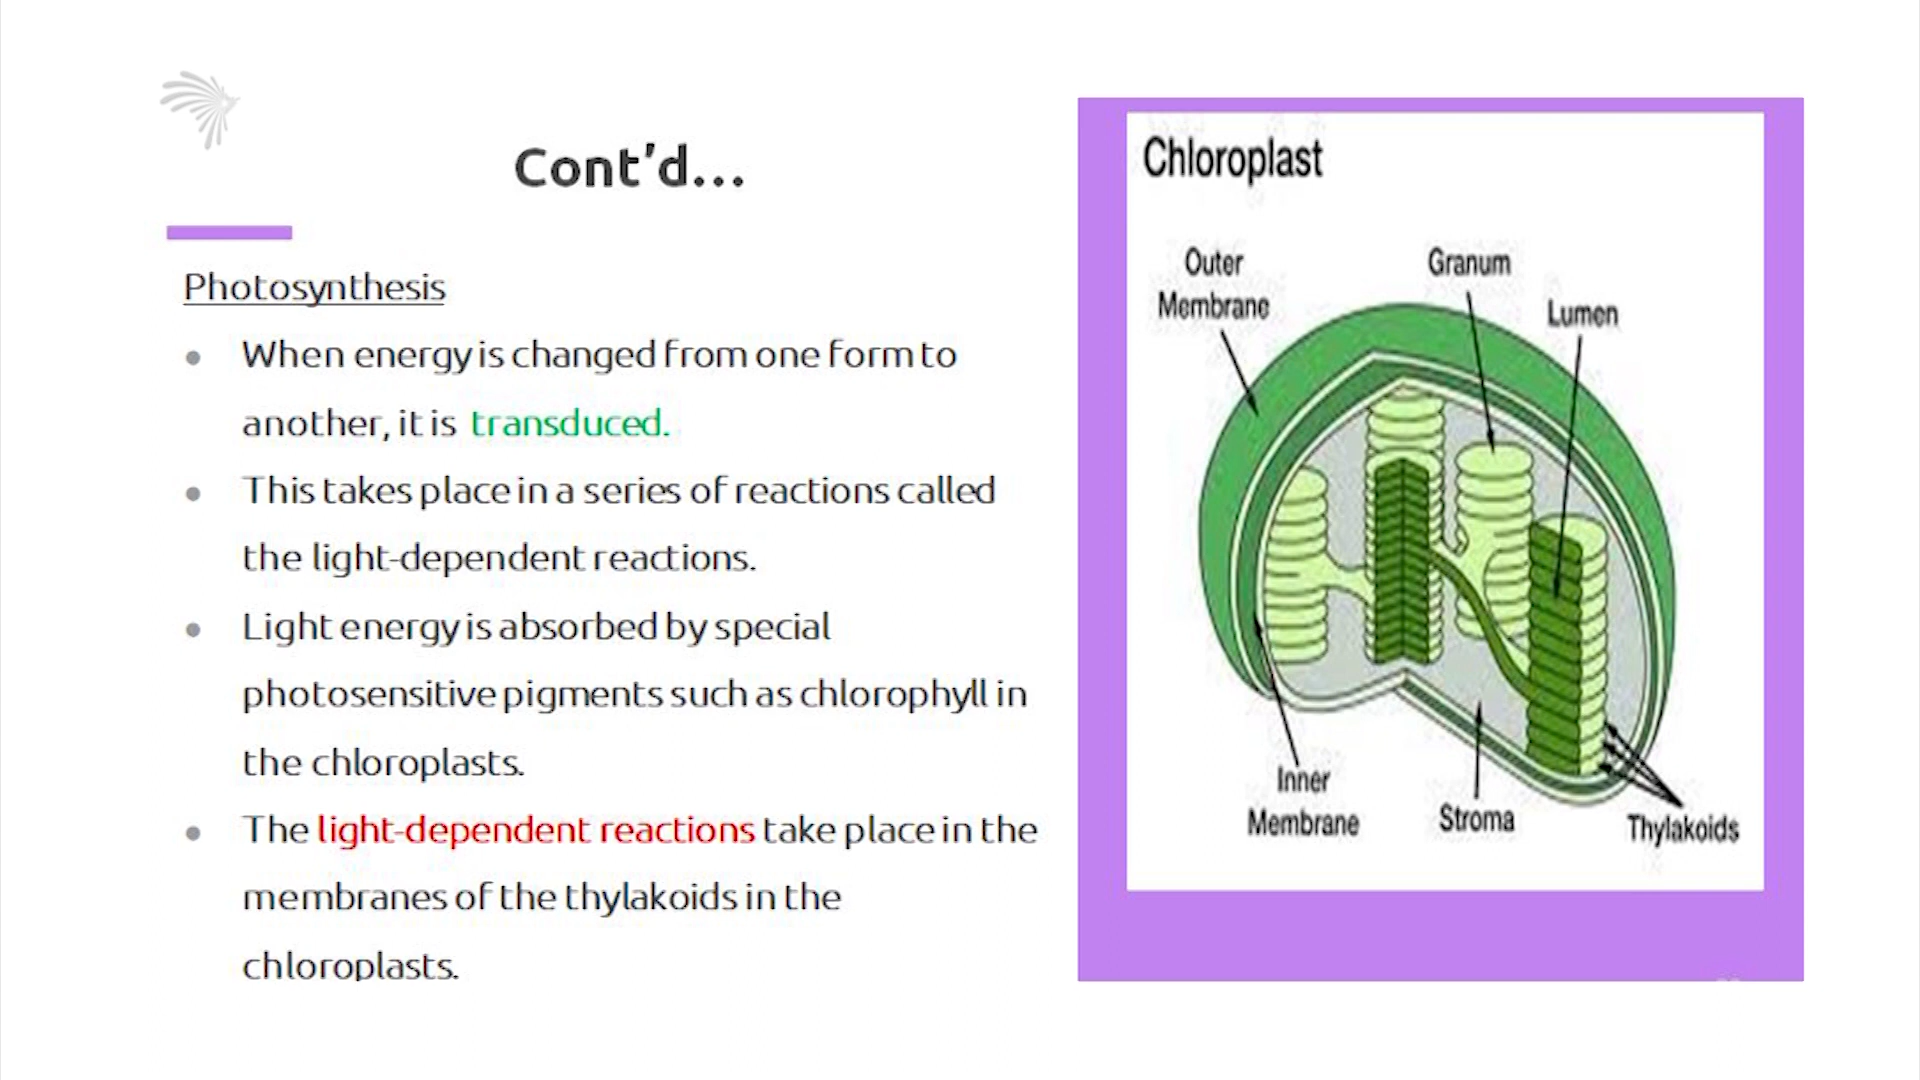 Cont'd...
Photosynthesis
When energy is changed from one form to
another, it is transduced.
This takes place in a series of reactions called
the light-dependent reactions.
Light energy is absorbed by special
photosensitive pigments such as chlorophyll in
the chloroplasts.
The light-dependent reactions take place in the
membranes of the thylakoids in the
chloroplasts.
Chloroplast
Outer
Membrane
Granum
Lumen
Inner
Membrane
Stroma
Thylakoids